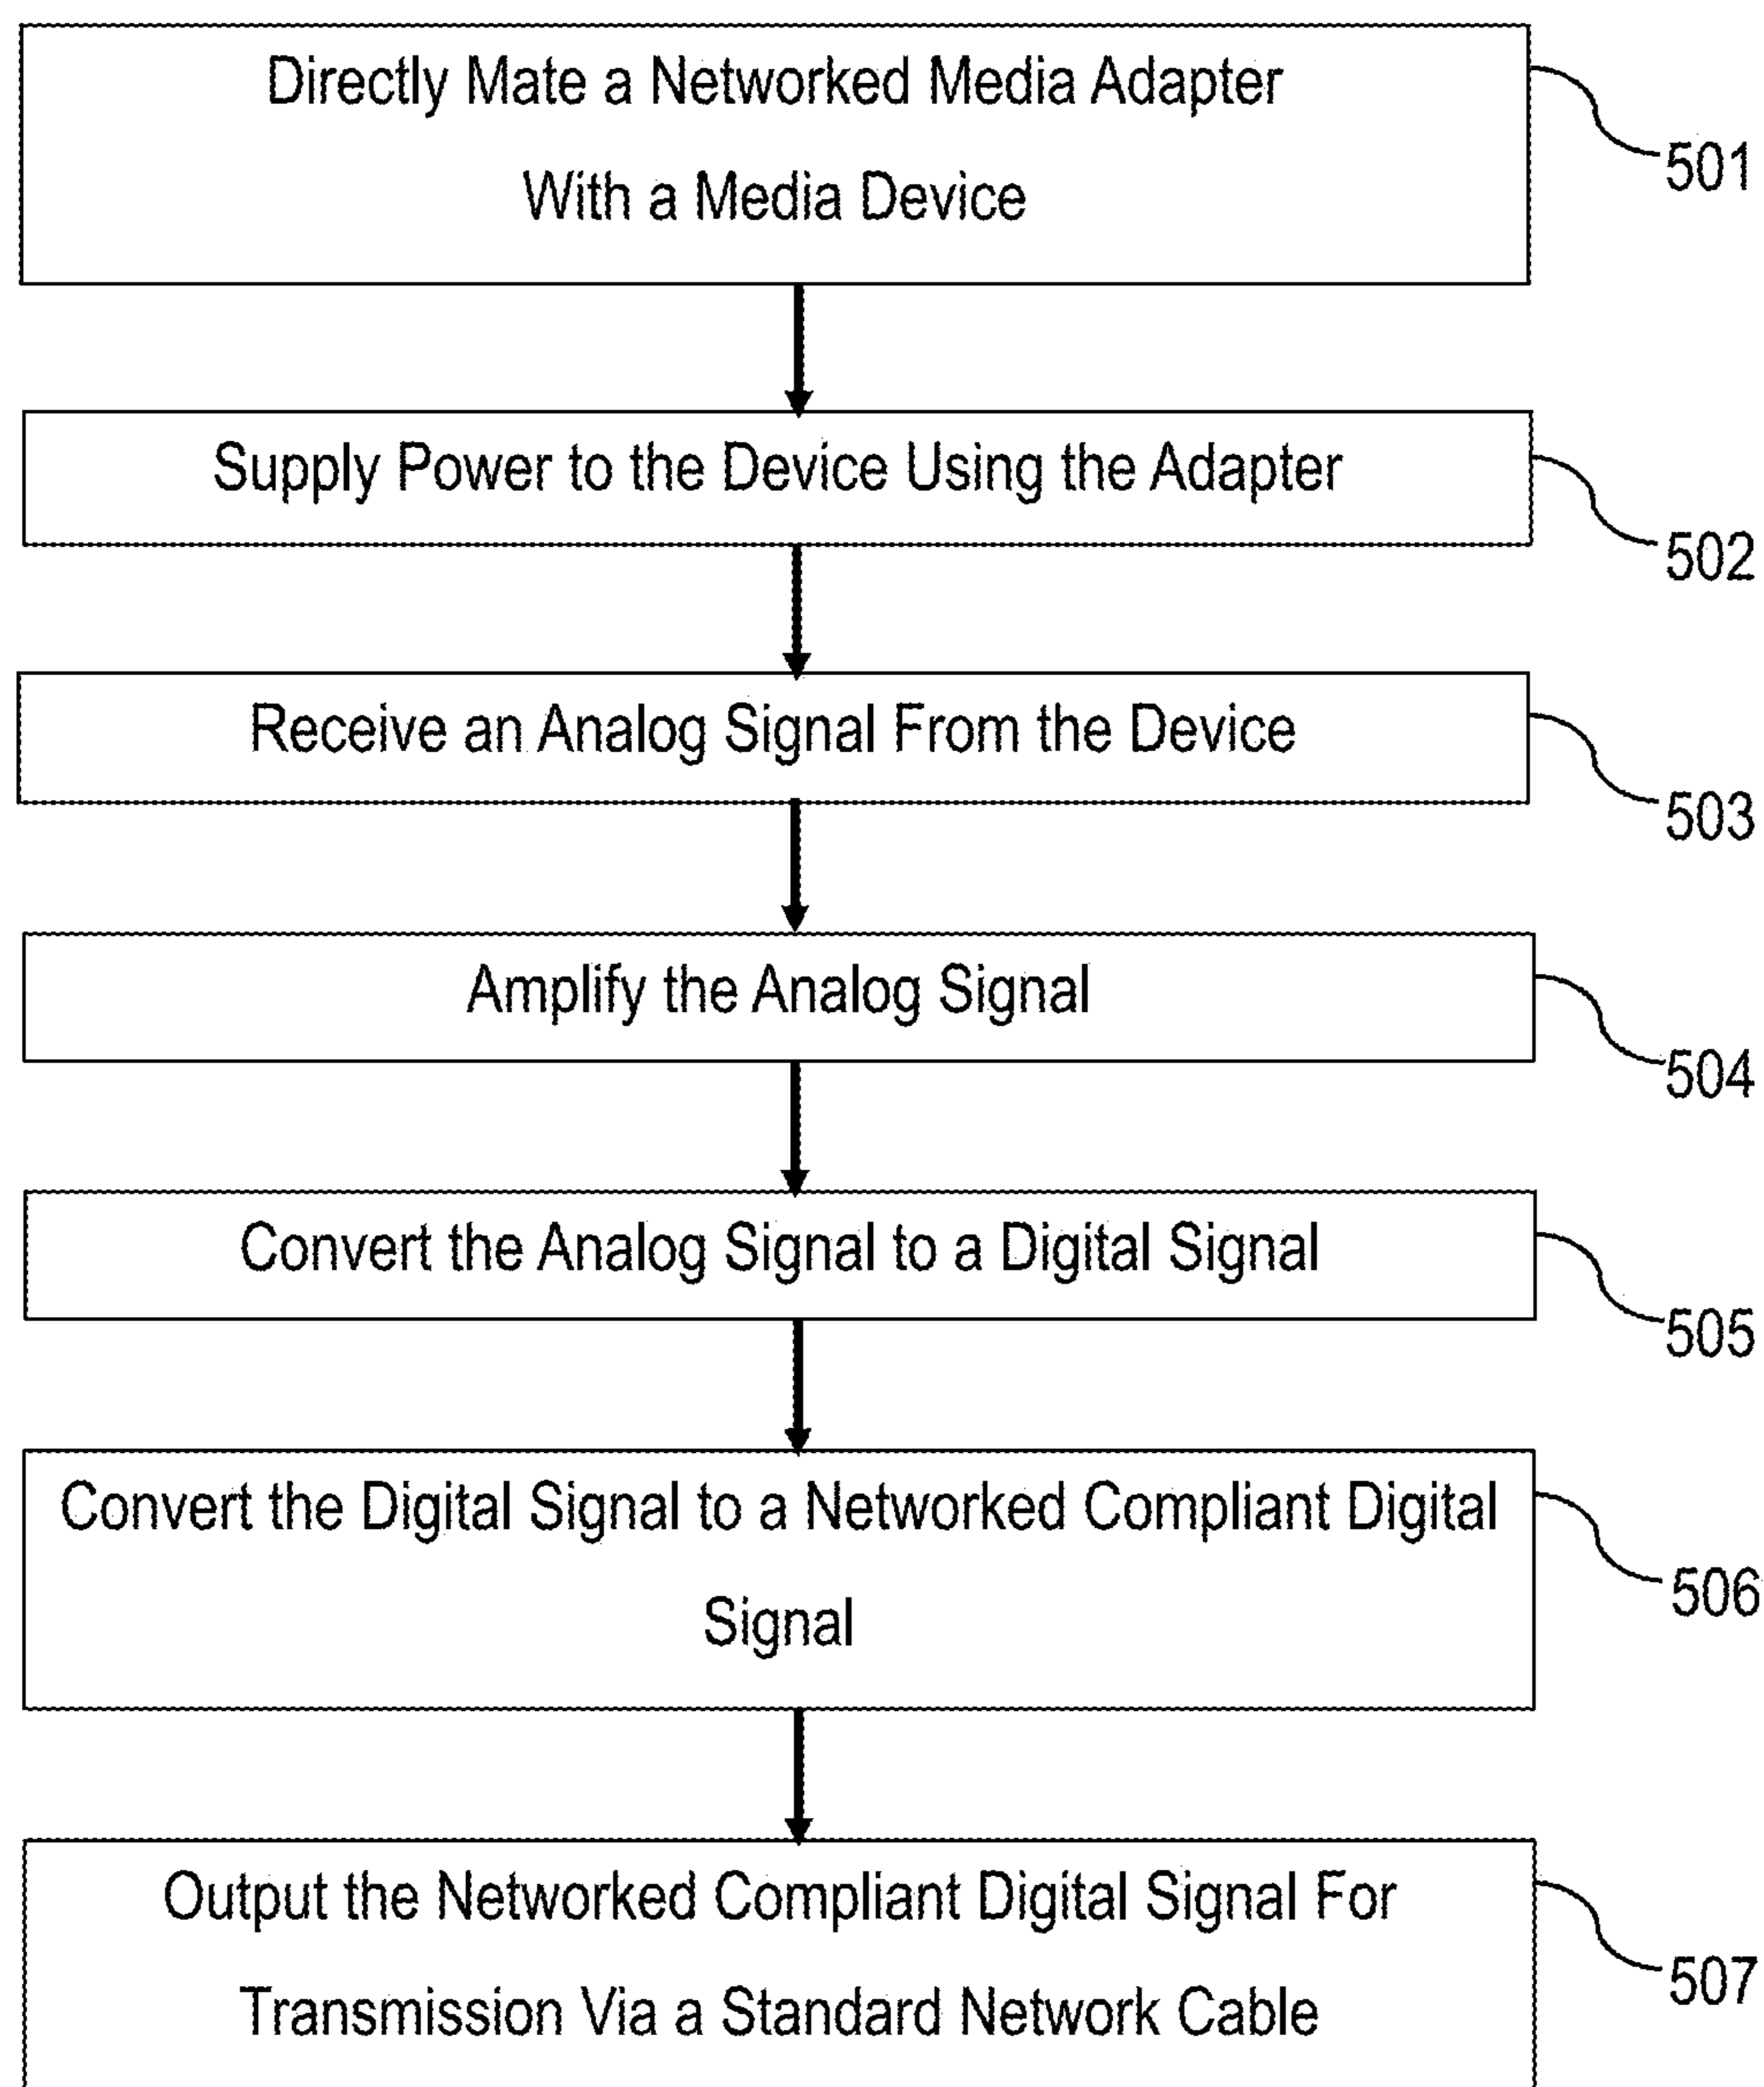 Directly Mate a Networked Media Adapter
With a Media Device
501
Supply Power to the Device Using the Adapter
502
Receive an Analog Signal From the Device
503
Amplify the Analog Signal
504
Convert the Analog Signal to a Digital Signal
505
Convert the Digital Signal to a Networked Compliant Digital
Signal
506
Output the Networked Compliant Digital Signal For
Transmission Via a Standard Network Cable
507